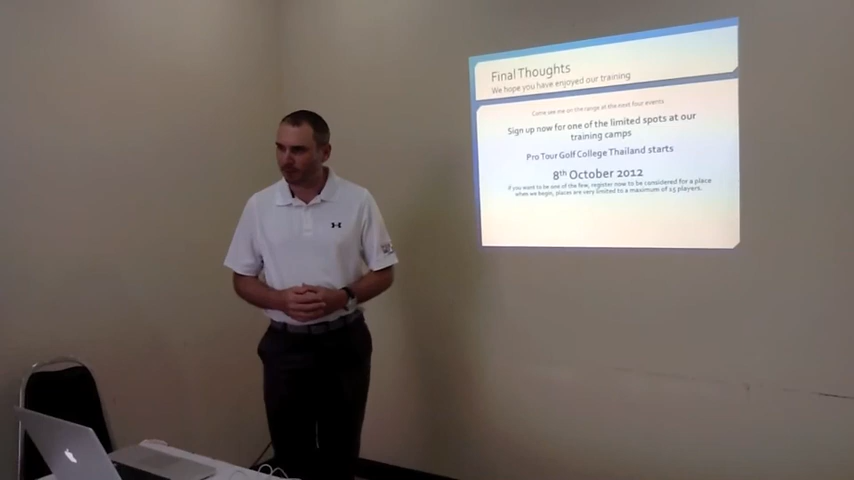 Final Thoughts
We hope you have enjoyed our training
Come see me on the range at the next four events
Sign up now for one of the limited spots at our
training camps
Pro Tour Golf College Thailand starts
8th October 2012
if you want to be one of the few, register now to be considered for a place
when we begin, places are very limited to a maximum of 15 players.